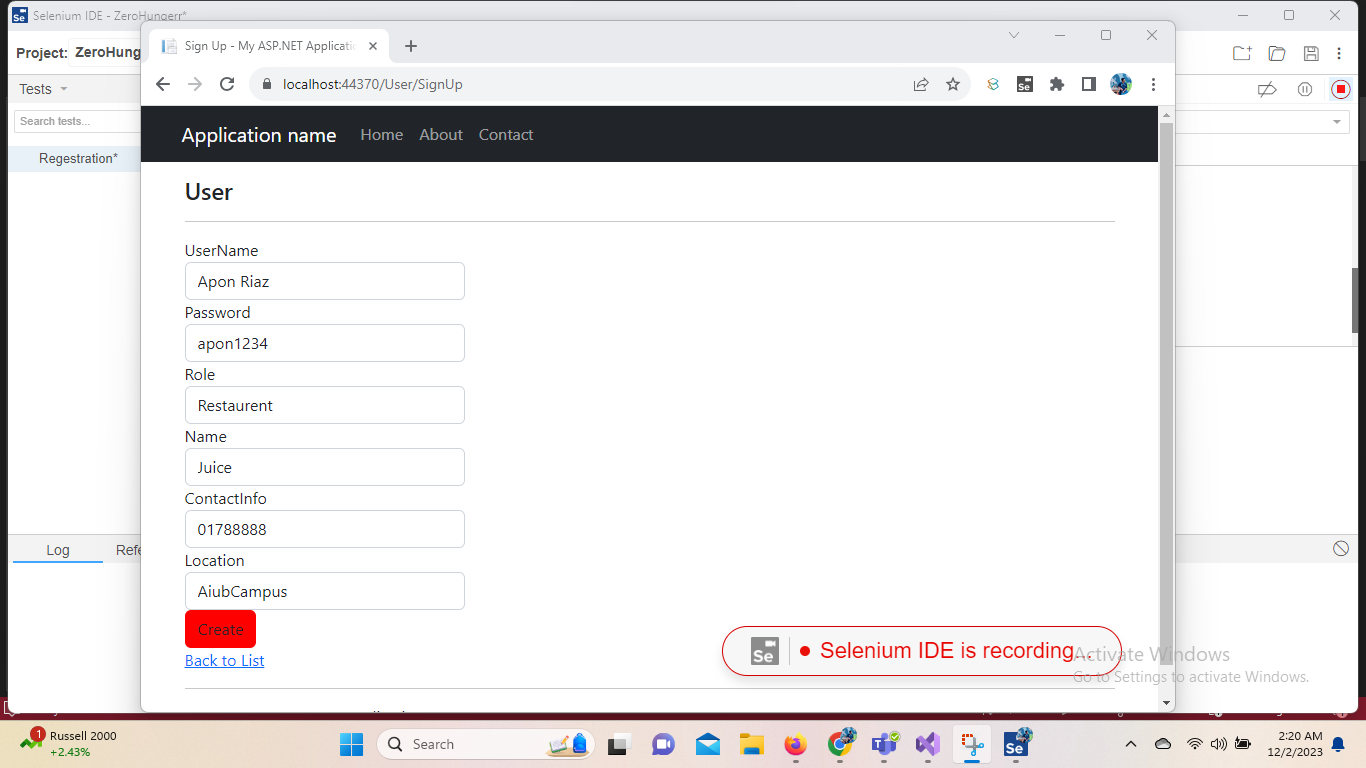 Selenium IDE - ZeroHungerr*
Project: ZeroHung
Tests
Search tests...
Regestration*
Log
Refe
Sign Up - My ASP.NET Applicatio
localhost:44370/User/SignUp
Application name
Home
About
Contact
User
UserName
Apon Riaz
Password
apon1234
Role
Restaurent
Name
Juice
ContactInfo
01788888
Location
AiubCampus
Create
Back to List
Se
Selenium IDE is recording...
Activate Windows
Go to Settings to activate Windows.
1
Russell 2000
+2.43%
Search
Se
2:20 AM
12/2/2023